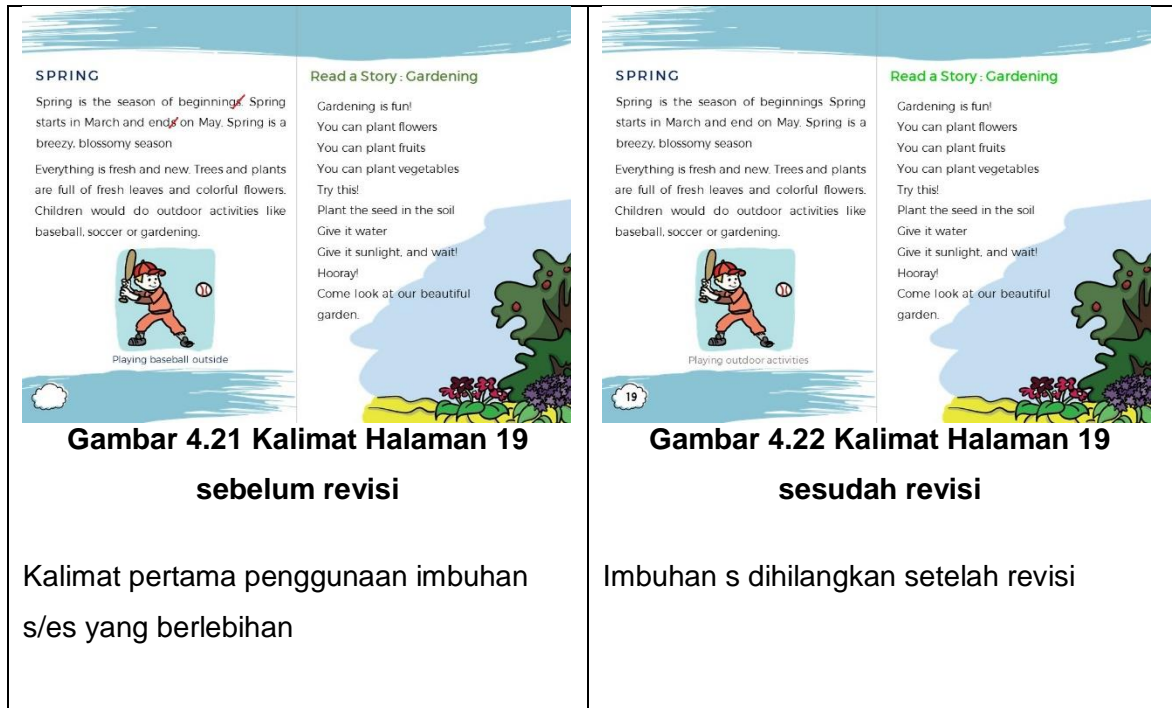 SPRING
Spring is the season of beginnings. Spring
starts in March and ends on May. Spring is a
breezy, blossomy season
Everything is fresh and new. Trees and plants
are full of fresh leaves and colorful flowers.
Children would do outdoor activities like
baseball, soccer or gardening.
Playing baseball outside
Read a Story : Gardening
Gardening is fun!
You can plant flowers
You can plant fruits
You can plant vegetables
Try this!
Plant the seed in the soil
Give it water
Give it sunlight, and wait!
Hooray!
Come look at our beautiful
garden.
Gambar 4.21 Kalimat Halaman 19
sebelum revisi
Kalimat pertama penggunaan imbuhan
s/es yang berlebihan
SPRING
Spring is the season of beginnings Spring
starts in March and end on May. Spring is a
breezy, blossomy season
Everything is fresh and new. Trees and plants
are full of fresh leaves and colorful flowers.
Children would do outdoor activities like
baseball, soccer or gardening.
Playing outdoor activities
19
Read a Story : Gardening
Gardening is fun!
You can plant flowers
You can plant fruits
You can plant vegetables
Try this!
Plant the seed in the soil
Give it water
Give it sunlight, and wait!
Hooray!
Come look at our beautiful
garden.
Gambar 4.22 Kalimat Halaman 19
sesudah revisi
Imbuhan s dihilangkan setelah revisi